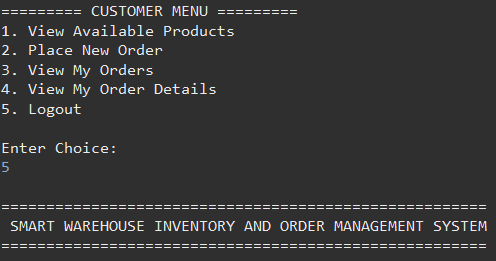 ========= CUSTOMER MENU =========
1. View Available Products
2. Place New Order
3. View My Orders
4. View My Order Details
5. Logout
Enter Choice:
5
======================================================
SMART WAREHOUSE INVENTORY AND ORDER MANAGEMENT SYSTEM
======================================================